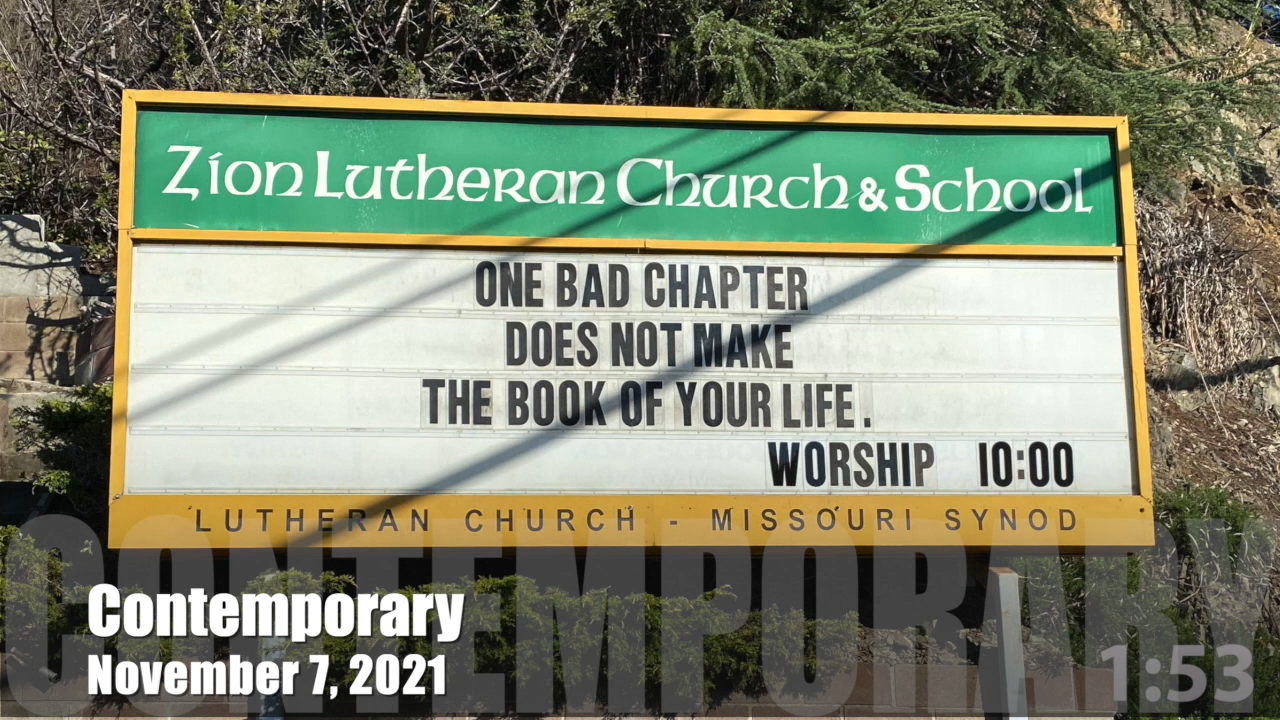 Zion Lutheran Church & School
ONE BAD CHAPTER
DOES NOT MAKE
THE BOOK OF YOUR LIFE.
WORSHIP 10:00
LUTHERAN CHURCH - MISSOURI SYNOD
CONTEMPORARY
Contemporary
November 7, 2021
1:53